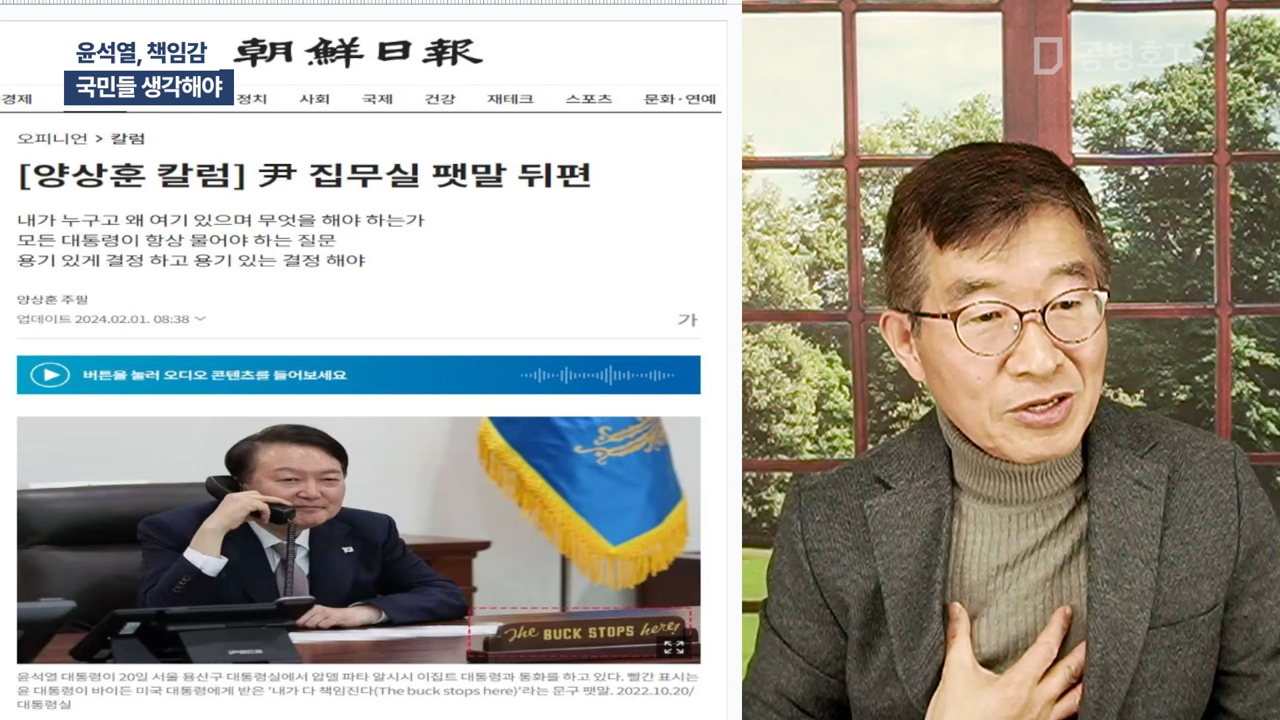 윤석열, 책임감
국민들 생각해야
朝鮮日報
경제 정치 사회 국제 건강 재테크 스포츠 문화·연예
오피니언 > 칼럼
[양상훈 칼럼] 尹 집무실 팻말 뒤편
내가 누구고 왜 여기 있으며 무엇을 해야 하는가
모든 대통령이 항상 물어야 하는 질문
용기 있게 결정 하고 용기 있는 결정 해야
양상훈 주필
업데이트 2024.02.01. 08:38
가
버튼을 눌러 오디오 콘텐츠를 들어보세요
The BUCK STOPS here
윤석열 대통령이 20일 서울 용산구 대통령실에서 압델 파타 알시시 이집트 대통령과 통화를 하고 있다. 빨간 표시는
윤 대통령이 바이든 미국 대통령에게 받은 '내가 다 책임진다(The buck stops here)'라는 문구 팻말. 2022.10.20/
대통령실
공병호TV